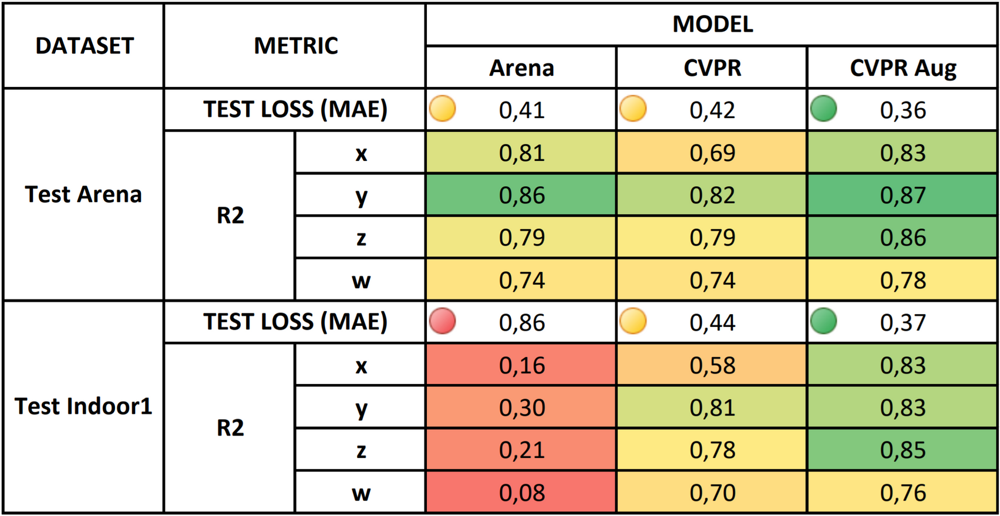 DATASET METRIC MODEL
Arena CVPR CVPR Aug
Test Arena TEST LOSS (MAE) 0,41 0,42 0,36
R2 x 0,81 0,69 0,83
y 0,86 0,82 0,87
z 0,79 0,79 0,86
w 0,74 0,74 0,78
Test Indoor1 TEST LOSS (MAE) 0,86 0,44 0,37
R2 x 0,16 0,58 0,83
y 0,30 0,81 0,83
z 0,21 0,78 0,85
w 0,08 0,70 0,76